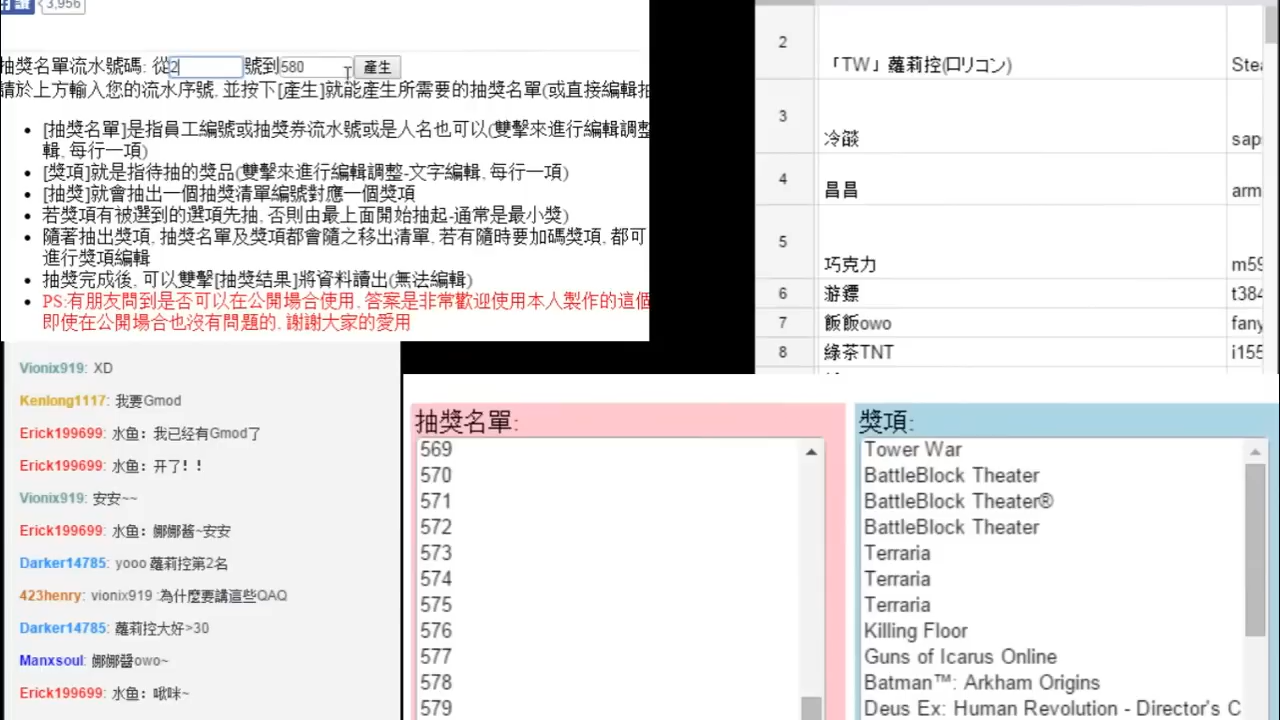 讚 3,956
抽獎名單流水號碼: 從2 號到580 產生
請於上方輸入您的流水序號, 並按下[產生]就能產生所需要的抽獎名單(或直接編輯抽
[抽獎名單]是指員工編號或抽獎券流水號或是人名也可以(雙擊來進行編輯調整
輯, 每行一項)
[獎項]就是指待抽的獎品(雙擊來進行編輯調整-文字編輯, 每行一項)
[抽獎]就會抽出一個抽獎清單編號對應一個獎項
若獎項有被選到的選項先抽, 否則由最上面開始抽起-通常是最小獎)
隨著抽出獎項, 抽獎名單及獎項都會隨之移出清單, 若有隨時要加碼獎項, 都可
進行獎項編輯
抽獎完成後, 可以雙擊[抽獎結果]將資料讀出(無法編輯)
PS:有朋友問到是否可以在公開場合使用, 答案是非常歡迎使用本人製作的這個
即使在公開場合也沒有問題的, 謝謝大家的愛用
2 「TW」蘿莉控(ロリコン) Stea
3 冷燄 sap
4 昌昌 arm
5 巧克力 m59
6 游鏢 t384
7 飯飯owo fany
8 綠茶TNT i155
Vionix919: XD
Kenlong1117: 我要Gmod
Erick199699: 水鱼：我已经有Gmod了
Erick199699: 水鱼：开了！！
Vionix919: 安安~~
Erick199699: 水鱼：娜娜酱~安安
Darker14785: yooo 蘿莉控第2名
423henry: vionix919 :為什麼要講這些QAQ
Darker14785: 蘿莉控大好>30
Manxsoul: 娜娜醬owo~
Erick199699: 水鱼：啾咪~
抽獎名單:
569
570
571
572
573
574
575
576
577
578
579
獎項:
Tower War
BattleBlock Theater
BattleBlock Theater®
BattleBlock Theater
Terraria
Terraria
Terraria
Killing Floor
Guns of Icarus Online
Batman™: Arkham Origins
Deus Ex: Human Revolution - Director's C